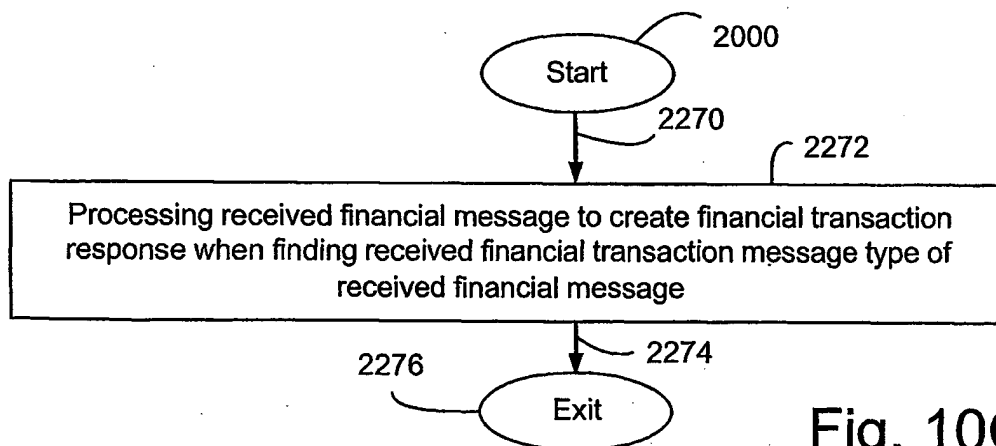 2000
Start
2270
2272
Processing received financial message to create financial transaction
response when finding received financial transaction message type of
received financial message
2274
2276
Exit
Fig.